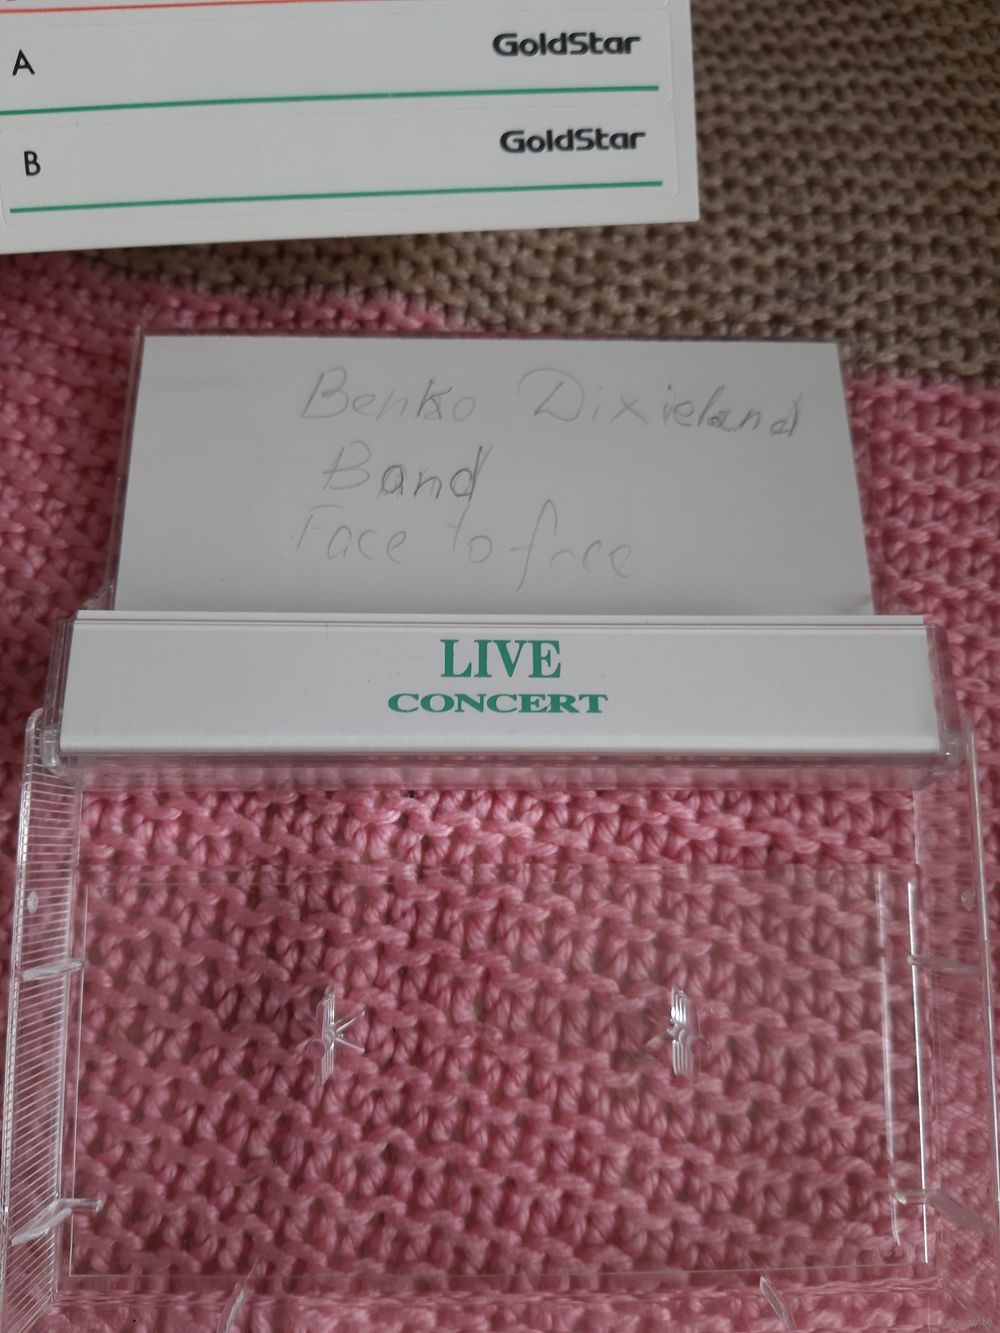 A GoldStar
B GoldStar
Benko Dixieland
Band
Face to face
LIVE
CONCERT